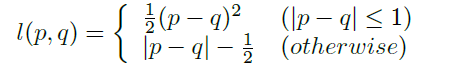 l(p, q) = { ½(p − q)² (|p − q| ≤ 1)
|p − q| − ½ (otherwise)